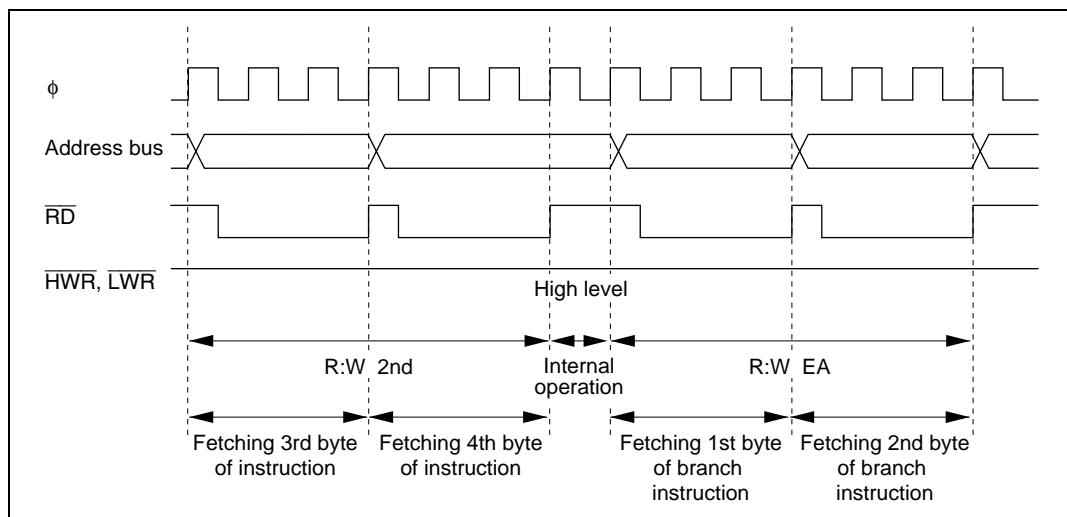 ϕ
Address bus
RD
HWR, LWR
High level
R:W 2nd
Internal
operation
R:W EA
Fetching 3rd byte
of instruction
Fetching 4th byte
of instruction
Fetching 1st byte
of branch
instruction
Fetching 2nd byte
of branch
instruction